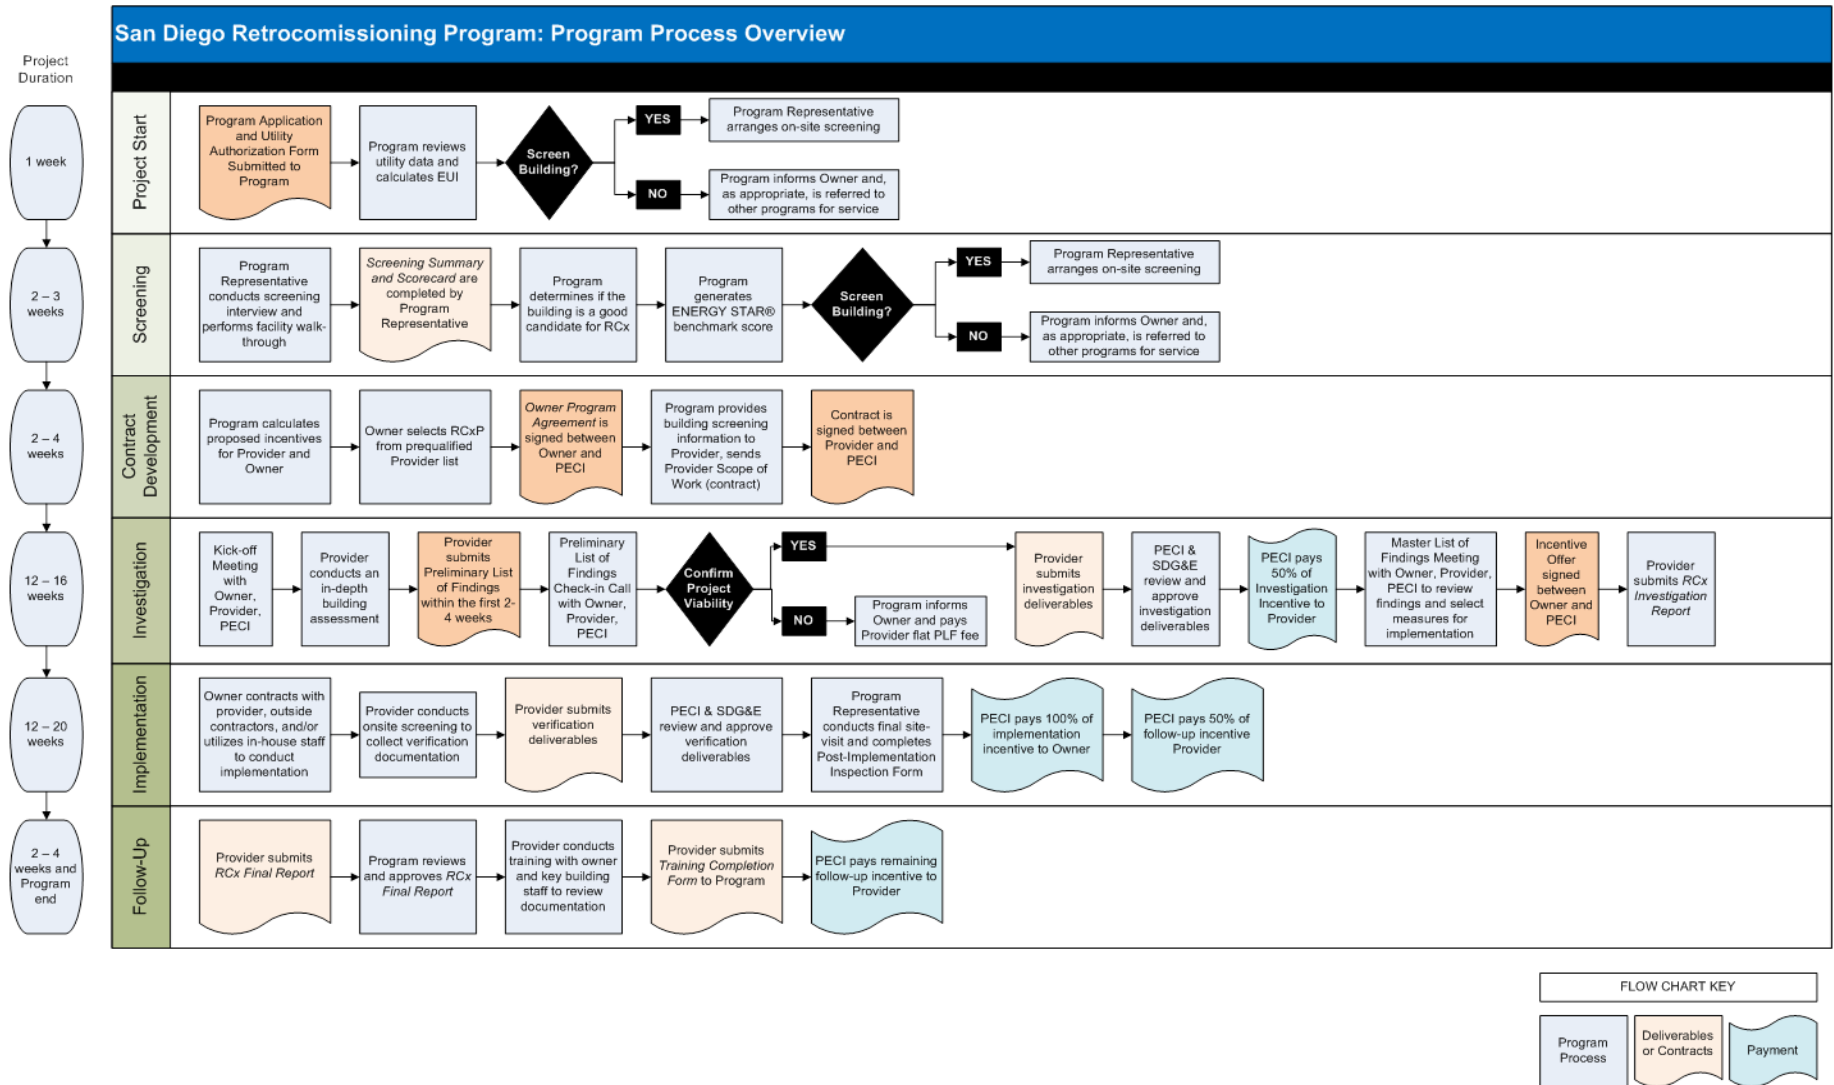 San Diego Retrocomissioning Program: Program Process Overview
Project
Duration
1 week
Project Start
Program Application
and Utility
Authorization Form
Submitted to
Program
Program reviews
utility data and
calculates EUI
Screen
Building?
YES
Program Representative
arranges on-site screening
NO
Program informs Owner and,
as appropriate, is referred to
other programs for service
2 – 3
weeks
Screening
Program
Representative
conducts screening
interview and
performs facility walk-
through
Screening Summary
and Scorecard are
completed by
Program
Representative
Program
determines if the
building is a good
candidate for RCx
Program
generates
ENERGY STAR®
benchmark score
Screen
Building?
YES
Program Representative
arranges on-site screening
NO
Program informs Owner and,
as appropriate, is referred to
other programs for service
2 – 4
weeks
Contract
Development
Program calculates
proposed incentives
for Provider and
Owner
Owner selects RCxP
from prequalified
Provider list
Owner Program
Agreement is
signed between
Owner and
PECI
Program provides
building screening
information to
Provider, sends
Provider Scope of
Work (contract)
Contract is
signed between
Provider and
PECI
12 – 16
weeks
Investigation
Kick-off
Meeting
with
Owner,
Provider,
PECI
Provider
conducts an
in-depth
building
assessment
Provider
submits
Preliminary List
of Findings
within the first 2-
4 weeks
Preliminary
List of
Findings
Check-in Call
with Owner,
Provider,
PECI
Confirm
Project
Viability
YES
NO
Program informs
Owner and pays
Provider flat PLF fee
Provider
submits
investigation
deliverables
PECI &
SDG&E
review and
approve
investigation
deliverables
PECI pays
50% of
Investigation
Incentive to
Provider
Master List of
Findings Meeting
with Owner, Provider,
PECI to review
findings and select
measures for
implementation
Incentive
Offer
signed
between
Owner and
PECI
Provider
submits RCx
Investigation
Report
12 – 20
weeks
Implementation
Owner contracts with
provider, outside
contractors, and/or
utilizes in-house staff
to conduct
implementation
Provider conducts
onsite screening to
collect verification
documentation
Provider submits
verification
deliverables
PECI & SDG&E
review and approve
verification
deliverables
Program
Representative
conducts final site-
visit and completes
Post-Implementation
Inspection Form
PECI pays 100% of
implementation
incentive to Owner
PECI pays 50% of
follow-up incentive
Provider
2 – 4
weeks and
Program
end
Follow-Up
Provider submits
RCx Final Report
Program reviews
and approves RCx
Final Report
Provider conducts
training with owner
and key building
staff to review
documentation
Provider submits
Training Completion
Form to Program
PECI pays remaining
follow-up incentive to
Provider
FLOW CHART KEY
Program
Process
Deliverables
or Contracts
Payment